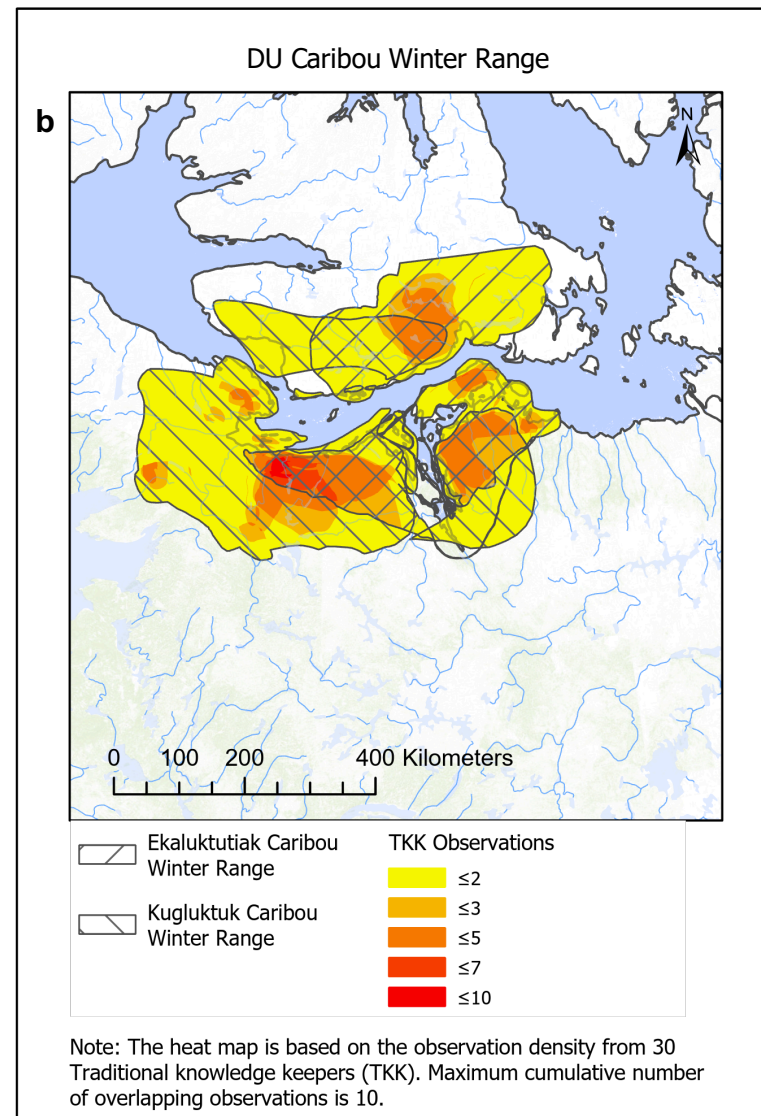 DU Caribou Winter Range
b
N
0 100 200 400 Kilometers
Ekaluktutiak Caribou
Winter Range
Kugluktuk Caribou
Winter Range
TKK Observations
≤2
≤3
≤5
≤7
≤10
Note: The heat map is based on the observation density from 30
Traditional knowledge keepers (TKK). Maximum cumulative number
of overlapping observations is 10.